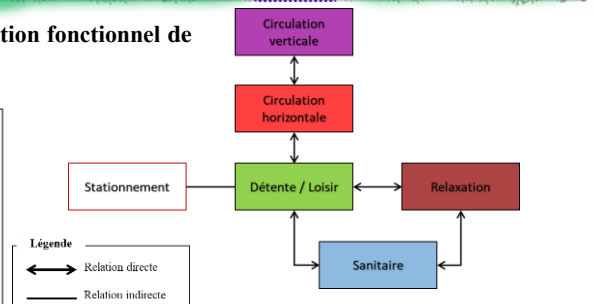 tion fonctionnel de
Circulation
verticale
Circulation
horizontale
Stationnement
Détente / Loisir
Relaxation
Sanitaire
Légende
Relation directe
Relation indirecte